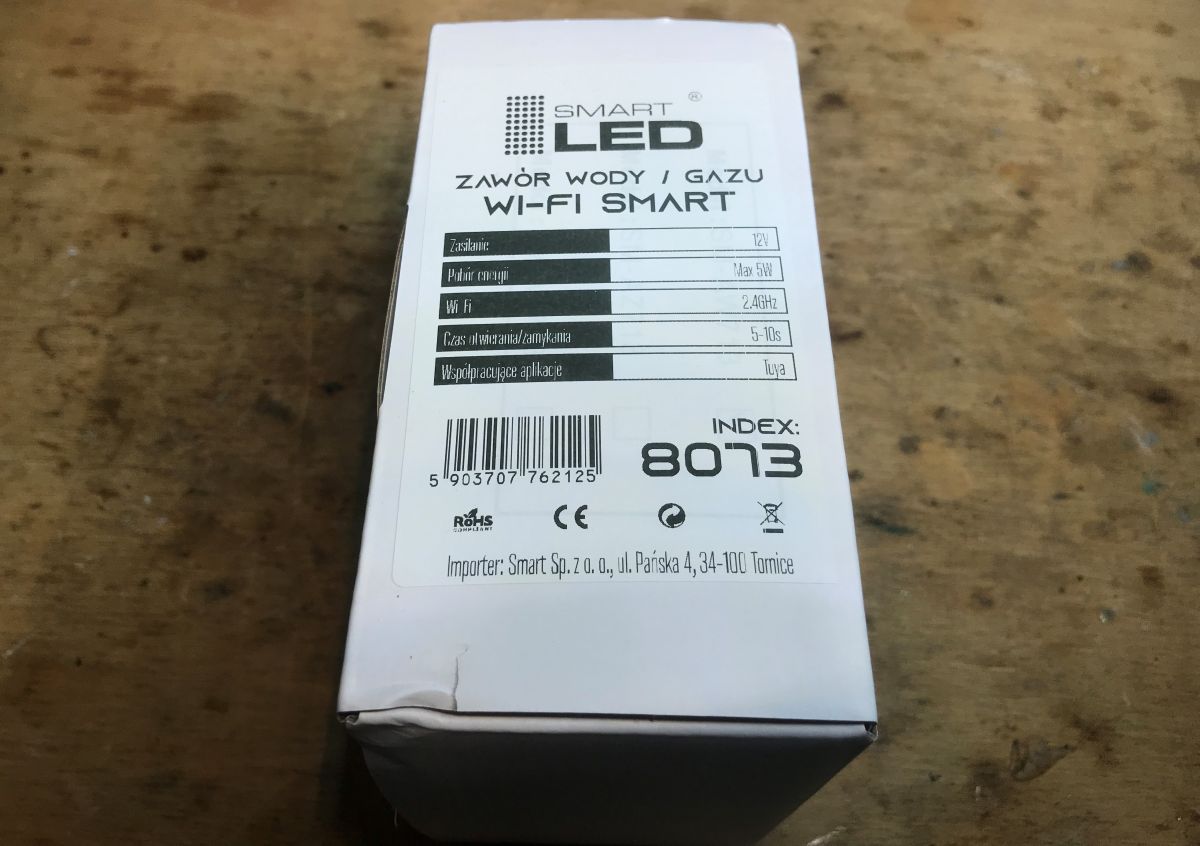 SMART ®
LED
ZAWÓR WODY / GAZU
WI-FI SMART
Zasilanie 12V
Pobór energii Max 5W
Wi Fi 2.4GHz
Czas otwierania/zamykania 5-10s
Współpracujące aplikacje Tuya
INDEX:
8073
5 903707 762125
RoHS
COMPLIANT
CE
Importer: Smart Sp. z o. o., ul. Pańska 4, 34-100 Tomice